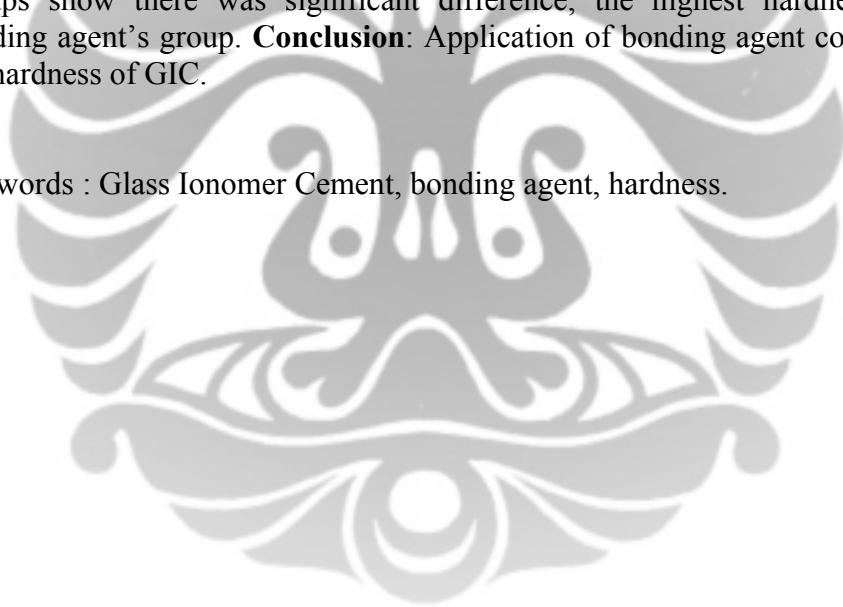 ps show there was significant difference, the highest hardne
ding agent's group. Conclusion: Application of bonding agent co
hardness of GIC.
words : Glass Ionomer Cement, bonding agent, hardness.